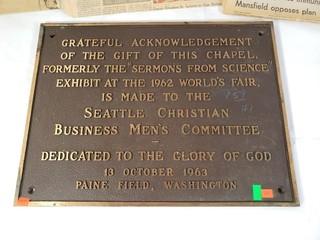 Mansfield opposes plan
GRATEFUL ACKNOWLEDGEMENT
OF THE GIFT OF THIS CHAPEL,
FORMERLY THE "SERMONS FROM SCIENCE"
EXHIBIT AT THE 1962 WORLD'S FAIR,
IS MADE TO THE
SEATTLE CHRISTIAN
BUSINESS MEN'S COMMITTEE
—
DEDICATED TO THE GLORY OF GOD
13 OCTOBER 1963
PAINE FIELD, WASHINGTON